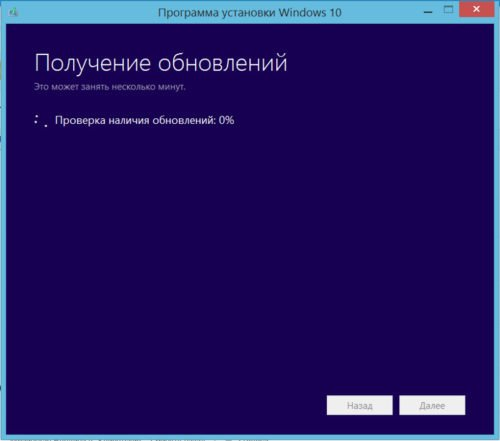 Программа установки Windows 10
Получение обновлений
Это может занять несколько минут.
Проверка наличия обновлений: 0%
Назад
Далее